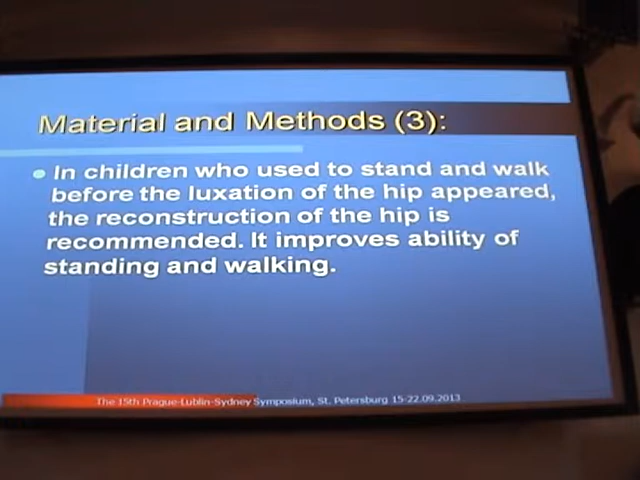 Material and Methods (3):
In children who used to stand and walk
before the luxation of the hip appeared,
the reconstruction of the hip is
recommended. It improves ability of
standing and walking.
The 15th Prague-Lublin-Sydney Symposium, St. Petersburg 15-22.09.2013